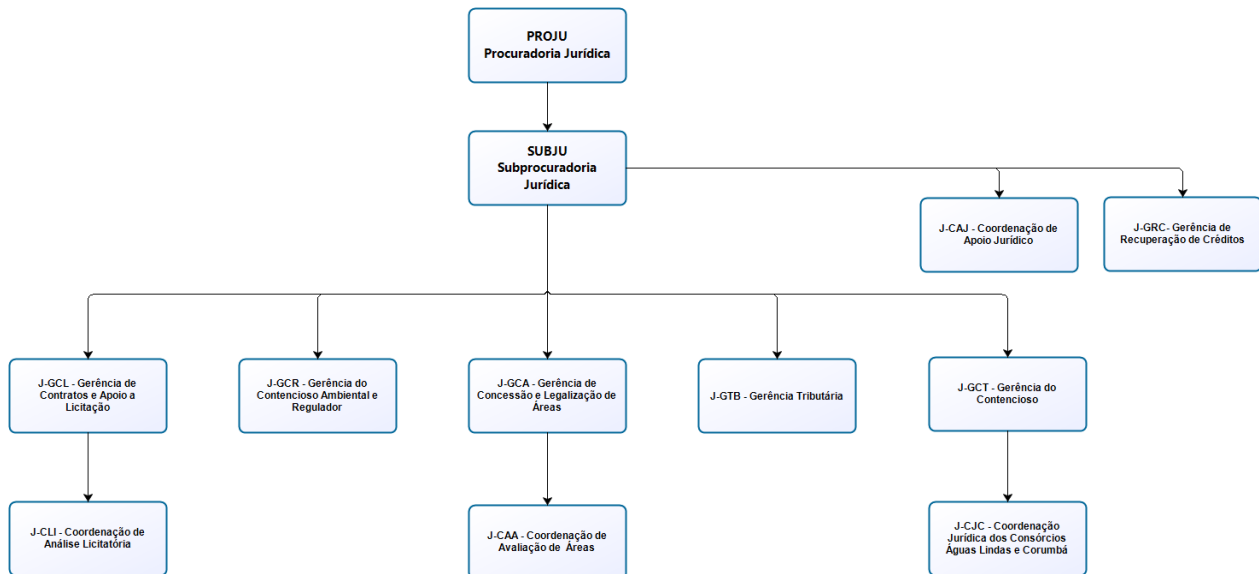 PROJU
Procuradoria Jurídica
SUBJU
Subprocuradoria
Jurídica
J-CAJ - Coordenação de
Apoio Jurídico
J-GRC- Gerência de
Recuperação de Créditos
J-GCL - Gerência de
Contratos e Apoio a
Licitação
J-GCR - Gerência do
Contencioso Ambiental e
Regulador
J-GCA - Gerência de
Concessão e Legalização de
Áreas
J-GTB - Gerência Tributária
J-GCT - Gerência do
Contencioso
J-CLI - Coordenação de
Análise Licitatória
J-CAA - Coordenação de
Avaliação de Áreas
J-CJC - Coordenação
Jurídica dos Consórcios
Águas Lindas e Corumbá